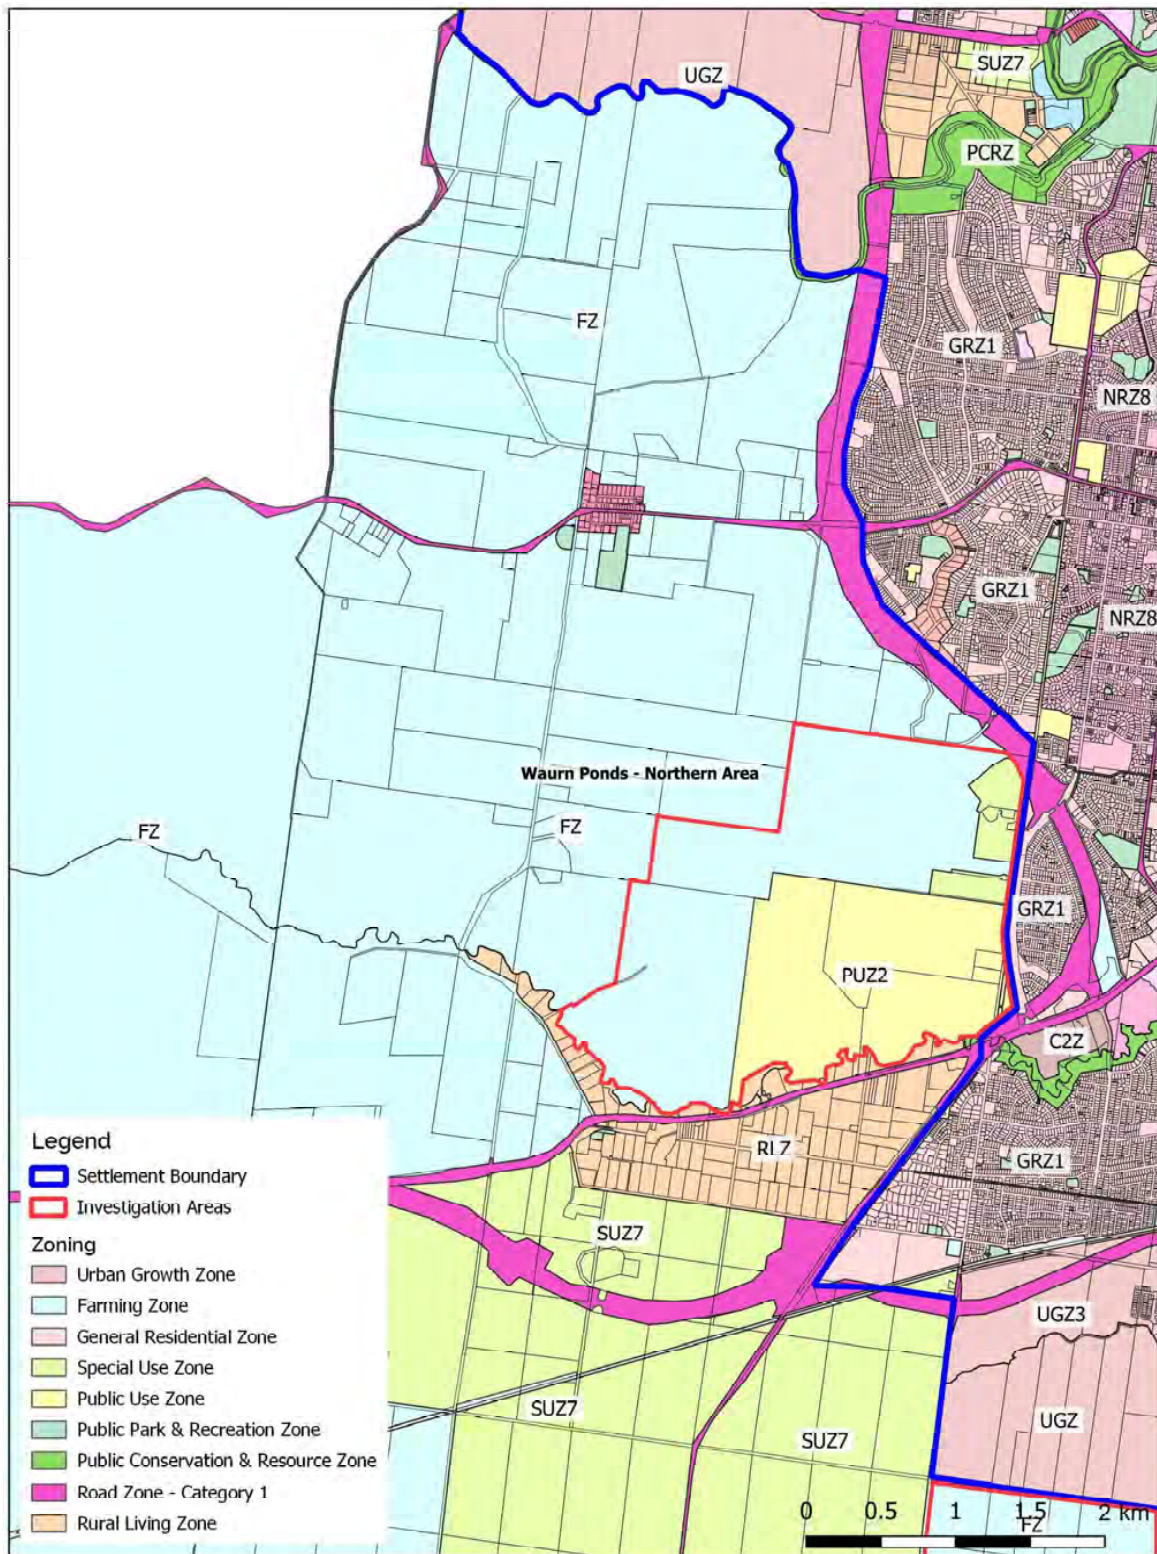 UGZ
SUZ7
PCRZ
FZ
GRZ1
NRZ8
GRZ1
NRZ8
Waurn Ponds - Northern Area
FZ
FZ
GRZ1
PUZ2
C2Z
RLZ
GRZ1
SUZ7
UGZ3
SUZ7
SUZ7
UGZ
Legend
Settlement Boundary
Investigation Areas
Zoning
Urban Growth Zone
Farming Zone
General Residential Zone
Special Use Zone
Public Use Zone
Public Park & Recreation Zone
Public Conservation & Resource Zone
Road Zone - Category 1
Rural Living Zone
0 0.5 1 1.5 2 km
FZ